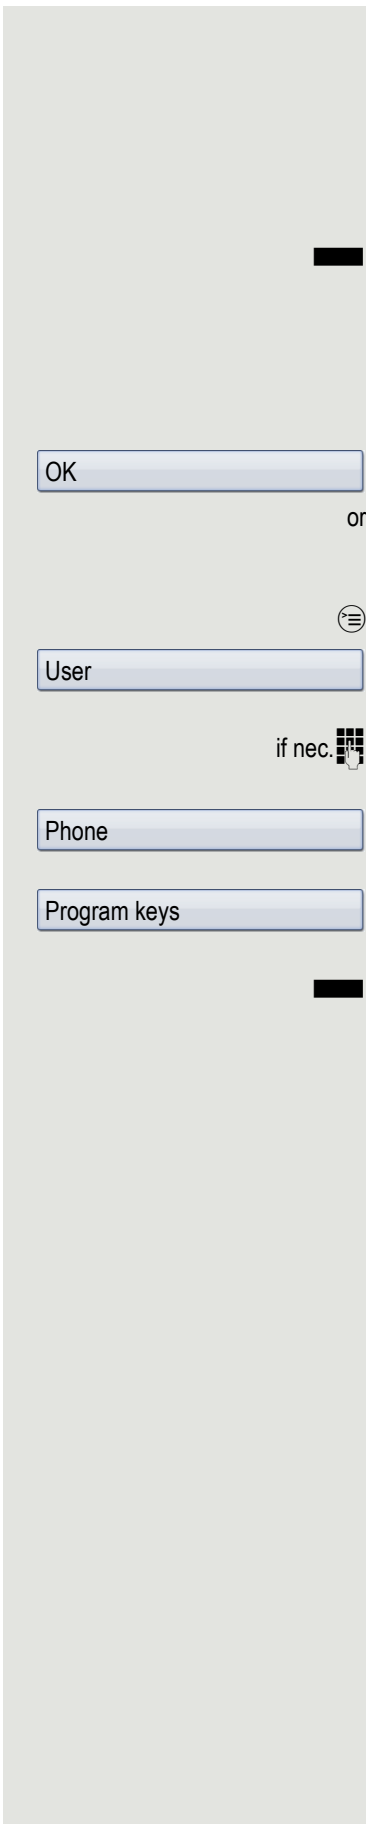 OK
or
User
if nec.
Phone
Program keys